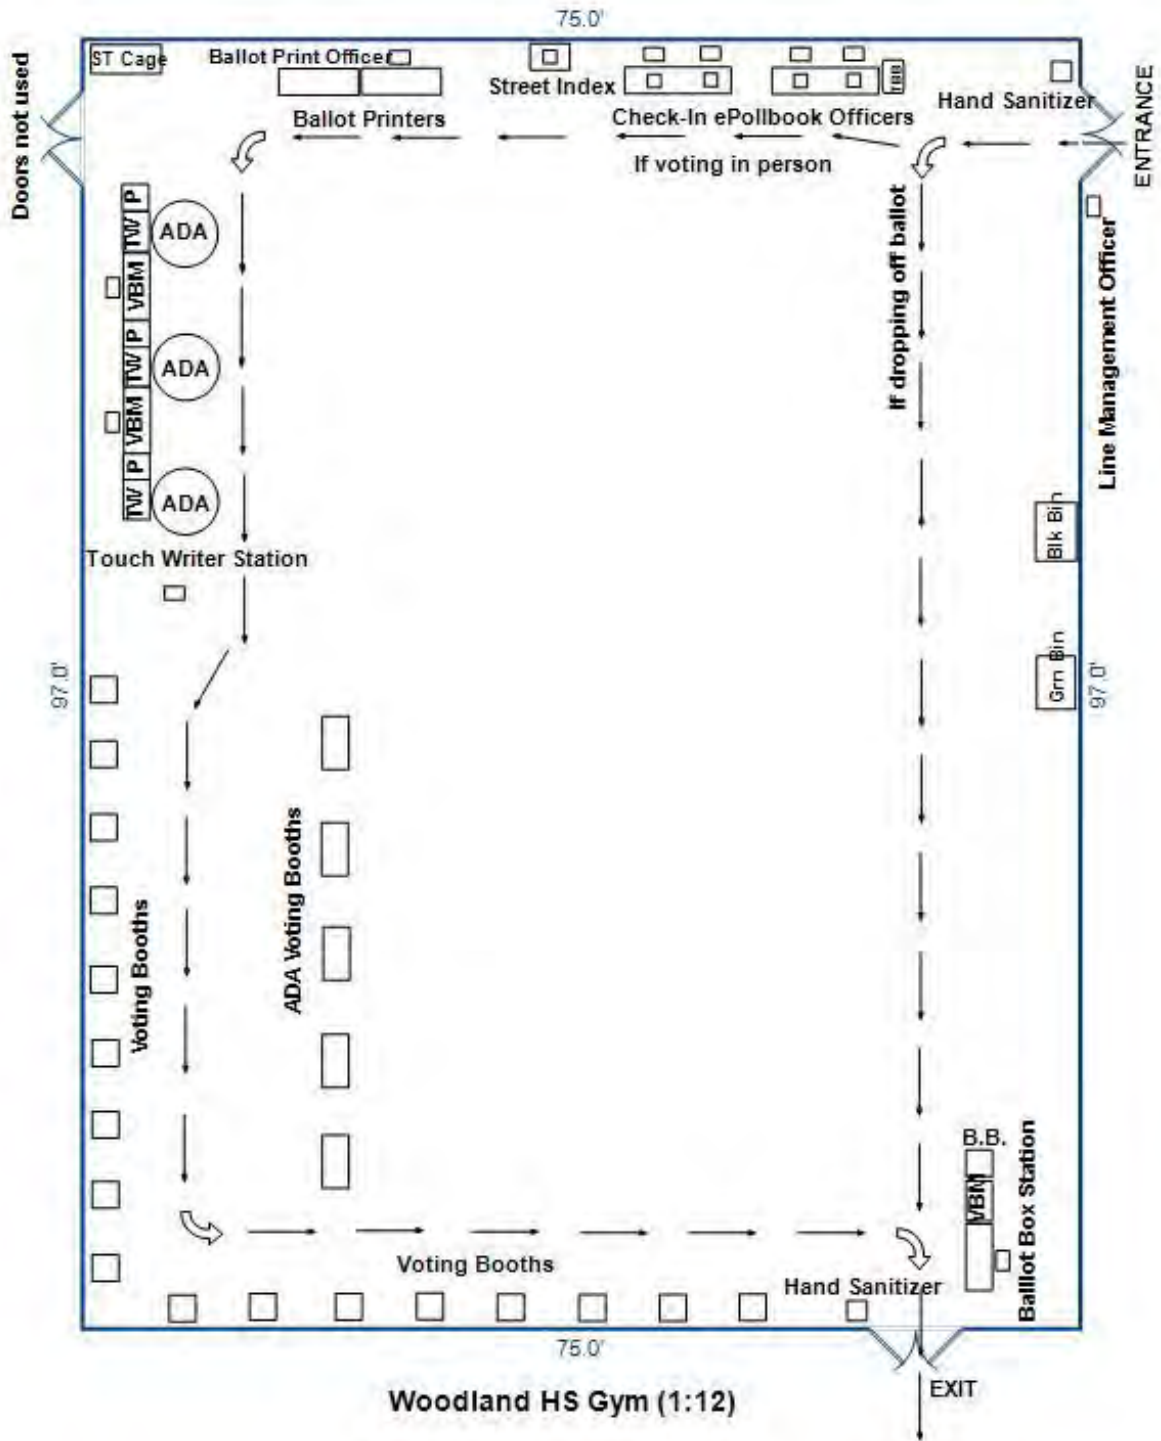 75.0'
ST Cage
Ballot Print Officer
Street Index
TBB
Hand Sanitizer
Doors not used
ENTRANCE
Ballot Printers
Check-In ePollbook Officers
If voting in person
If dropping off ballot
Line Management Officer
P
TW
ADA
VBM
P
TW
ADA
VBM
P
TW
ADA
Touch Writer Station
Blk Bin
Grn Bin
97.0'
97.0'
Voting Booths
ADA Voting Booths
B.B.
VBM
Balllot Box Station
Voting Booths
Hand Sanitizer
75.0'
EXIT
Woodland HS Gym (1:12)